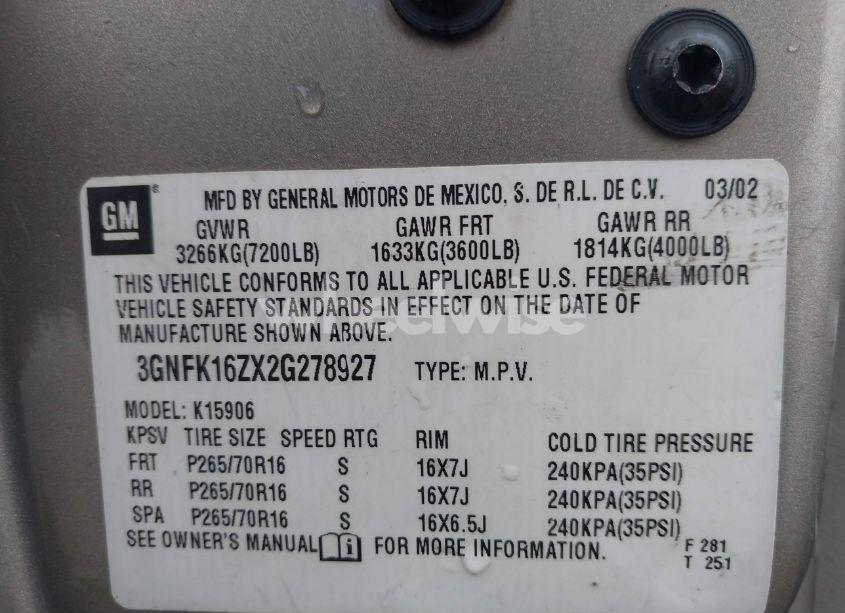 GM
®
MFD BY GENERAL MOTORS DE MEXICO, S. DE R.L. DE C.V. 03/02
GVWR GAWR FRT GAWR RR
3266KG(7200LB) 1633KG(3600LB) 1814KG(4000LB)
THIS VEHICLE CONFORMS TO ALL APPLICABLE U.S. FEDERAL MOTOR
VEHICLE SAFETY STANDARDS IN EFFECT ON THE DATE OF
MANUFACTURE SHOWN ABOVE.
wheelwise
3GNFK16ZX2G278927 TYPE: M.P.V.
MODEL: K15906
KPSV TIRE SIZE SPEED RTG RIM COLD TIRE PRESSURE
FRT P265/70R16 S 16X7J 240KPA(35PSI)
RR P265/70R16 S 16X7J 240KPA(35PSI)
SPA P265/70R16 S 16X6.5J 240KPA(35PSI)
SEE OWNER'S MANUAL i FOR MORE INFORMATION.
F 281
T 251